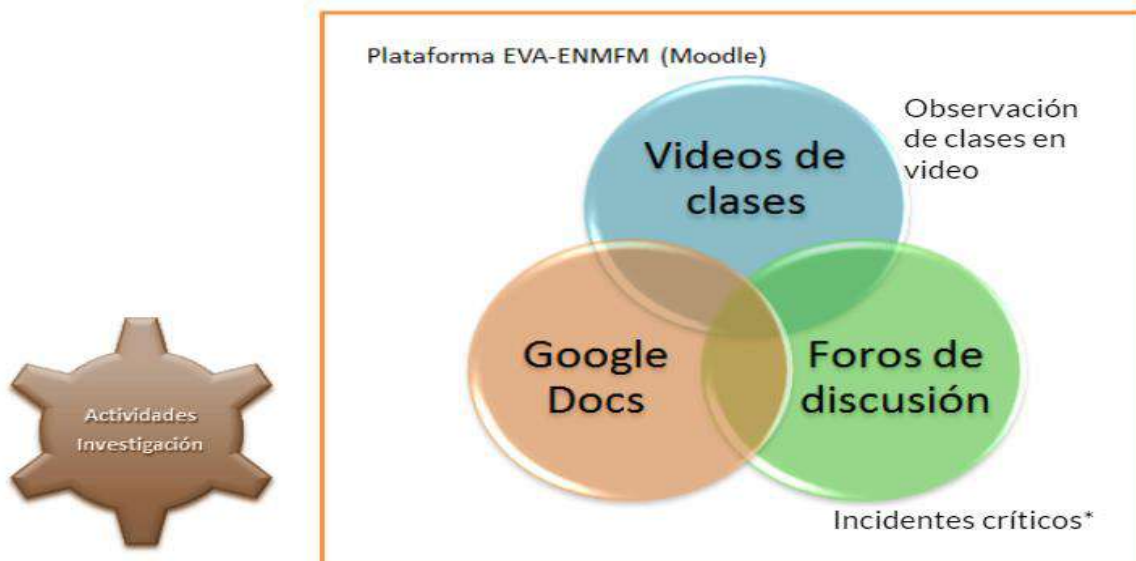 Plataforma EVA-ENMFM (Moodle)
Observación
de clases en
video
Videos de
clases
Google
Docs
Foros de
discusión
Actividades
Investigación
Incidentes críticos*